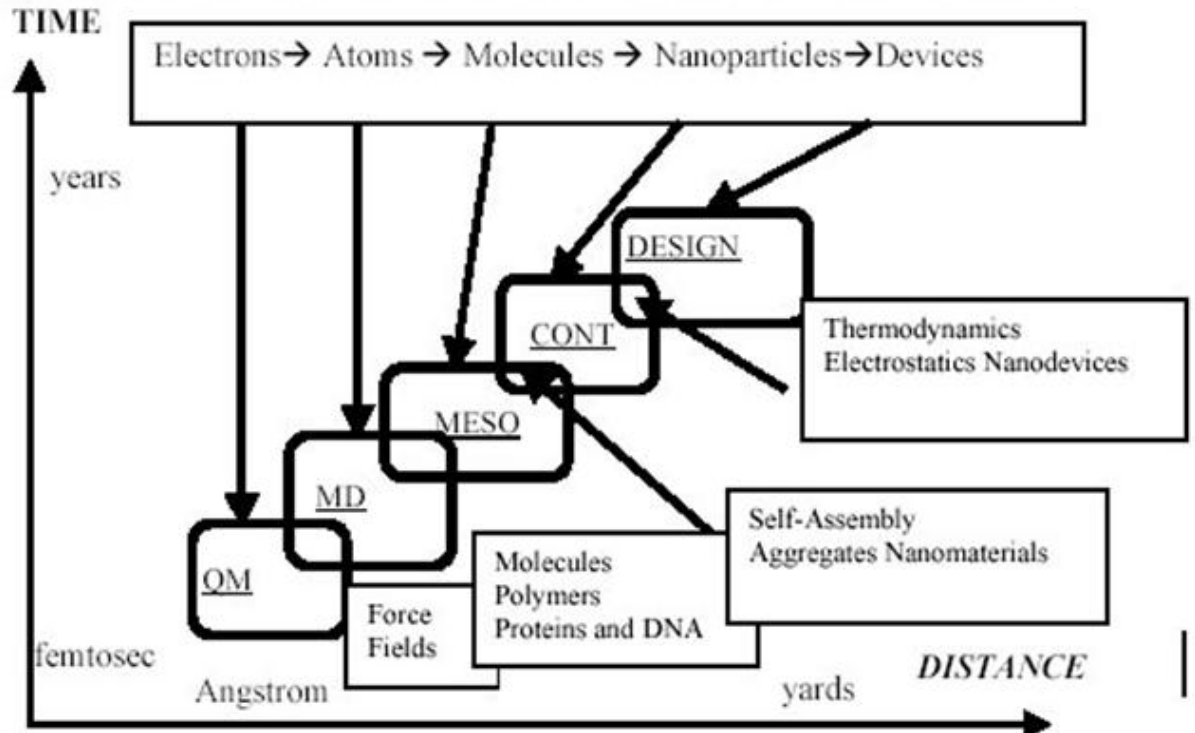 TIME
Electrons→ Atoms → Molecules → Nanoparticles→Devices
years
DESIGN
Thermodynamics
Electrostatics Nanodevices
CONT
MESO
MD
Self-Assembly
Aggregates Nanomaterials
Molecules
Polymers
Proteins and DNA
QM
Force
Fields
femtosec
Angstrom
yards
DISTANCE